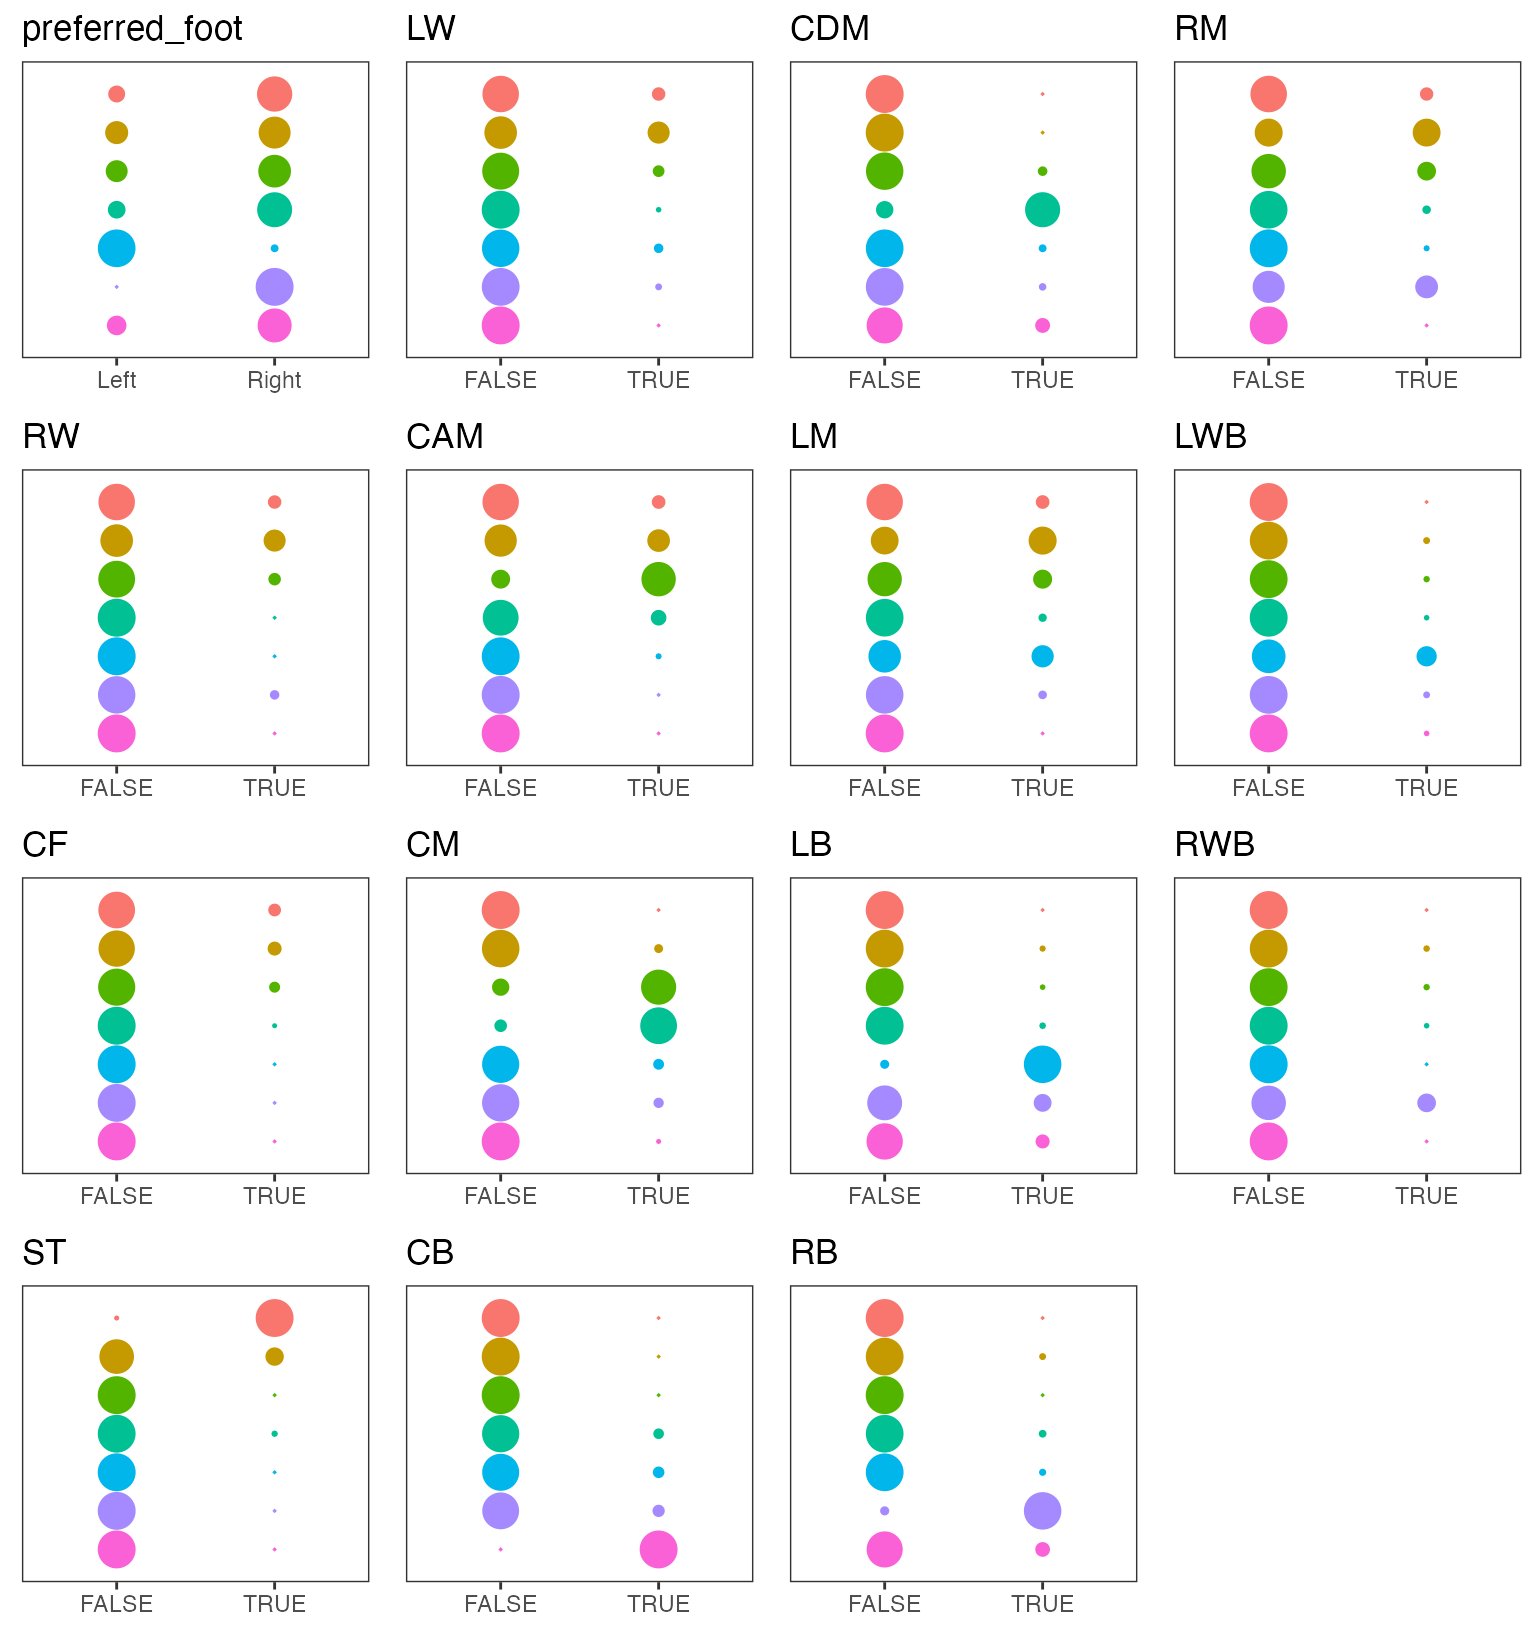 preferred_foot LW CDM RM
Left Right FALSE TRUE FALSE TRUE FALSE TRUE
RW CAM LM LWB
FALSE TRUE FALSE TRUE FALSE TRUE FALSE TRUE
CF CM LB RWB
FALSE TRUE FALSE TRUE FALSE TRUE FALSE TRUE
ST CB RB
FALSE TRUE FALSE TRUE FALSE TRUE